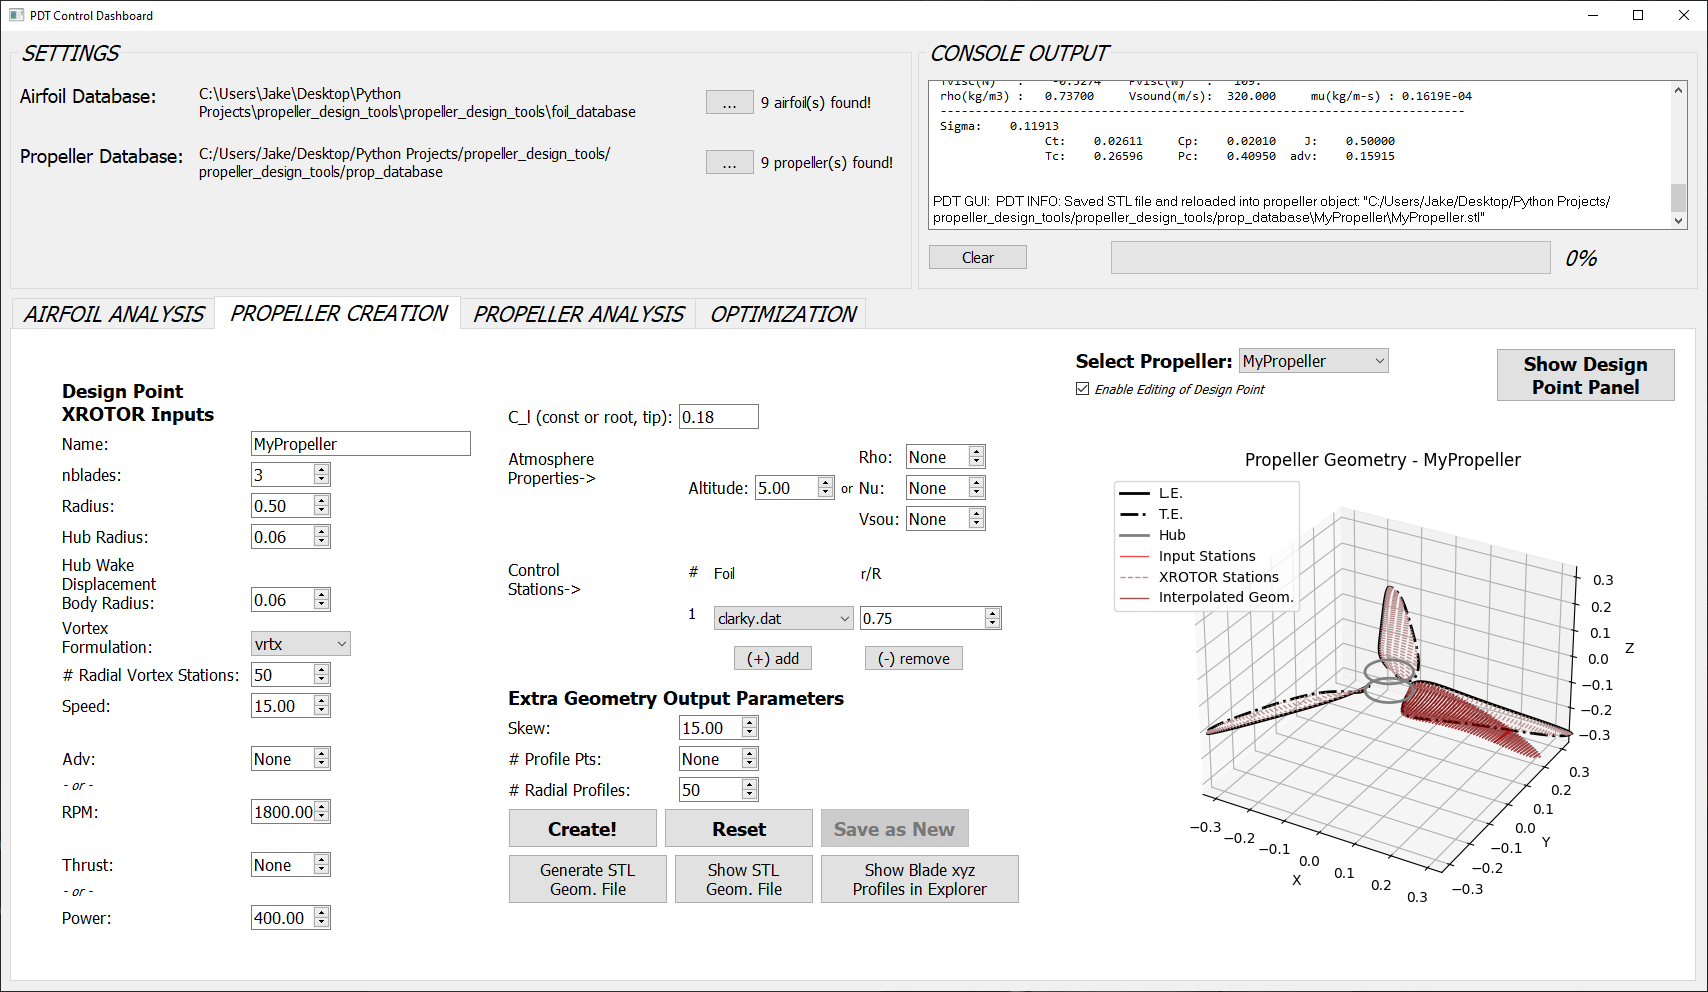 PDT Control Dashboard
SETTINGS
Airfoil Database:
C:\Users\Jake\Desktop\Python
Projects\propeller_design_tools\propeller_design_tools\foil_database
...
9 airfoil(s) found!
Propeller Database:
C:/Users/Jake/Desktop/Python Projects/propeller_design_tools/
propeller_design_tools/prop_database
...
9 propeller(s) found!
CONSOLE OUTPUT
rho(kg/m3) : 0.73700 Vsound(m/s): 320.000 mu(kg/m-s) : 0.1619E-04
---------------------------------------------------------------------------
Sigma: 0.11913
Ct: 0.02611 Cp: 0.02010 J: 0.50000
Tc: 0.26596 Pc: 0.40950 adv: 0.15915
PDT GUI: PDT INFO: Saved STL file and reloaded into propeller object: "C:/Users/Jake/Desktop/Python Projects/
propeller_design_tools/propeller_design_tools/prop_database\MyPropeller\MyPropeller.stl"
Clear
0%
AIRFOIL ANALYSIS PROPELLER CREATION PROPELLER ANALYSIS OPTIMIZATION
Design Point
XROTOR Inputs
Name: MyPropeller
nblades: 3
Radius: 0.50
Hub Radius: 0.06
Hub Wake
Displacement
Body Radius: 0.06
Vortex
Formulation: vrtx
# Radial Vortex Stations: 50
Speed: 15.00
Adv: None
- or -
RPM: 1800.00
Thrust: None
- or -
Power: 400.00
C_l (const or root, tip): 0.18
Atmosphere
Properties->
Altitude: 5.00 or
Rho: None
Nu: None
Vsou: None
Control
Stations->
# Foil r/R
1 clarky.dat 0.75
(+) add (-) remove
Extra Geometry Output Parameters
Skew: 15.00
# Profile Pts: None
# Radial Profiles: 50
Create! Reset Save as New
Generate STL
Geom. File
Show STL
Geom. File
Show Blade xyz
Profiles in Explorer
Select Propeller: MyPropeller
Enable Editing of Design Point
Show Design
Point Panel
Propeller Geometry - MyPropeller
L.E.
T.E.
Hub
Input Stations
XROTOR Stations
Interpolated Geom.
0.3
0.2
0.1
0.0
−0.1
−0.2
−0.3
Z
−0.3
−0.2
−0.1
0.0
0.1
0.2
0.3
X
0.3
0.2
0.1
0.0
−0.1
−0.2
−0.3
Y